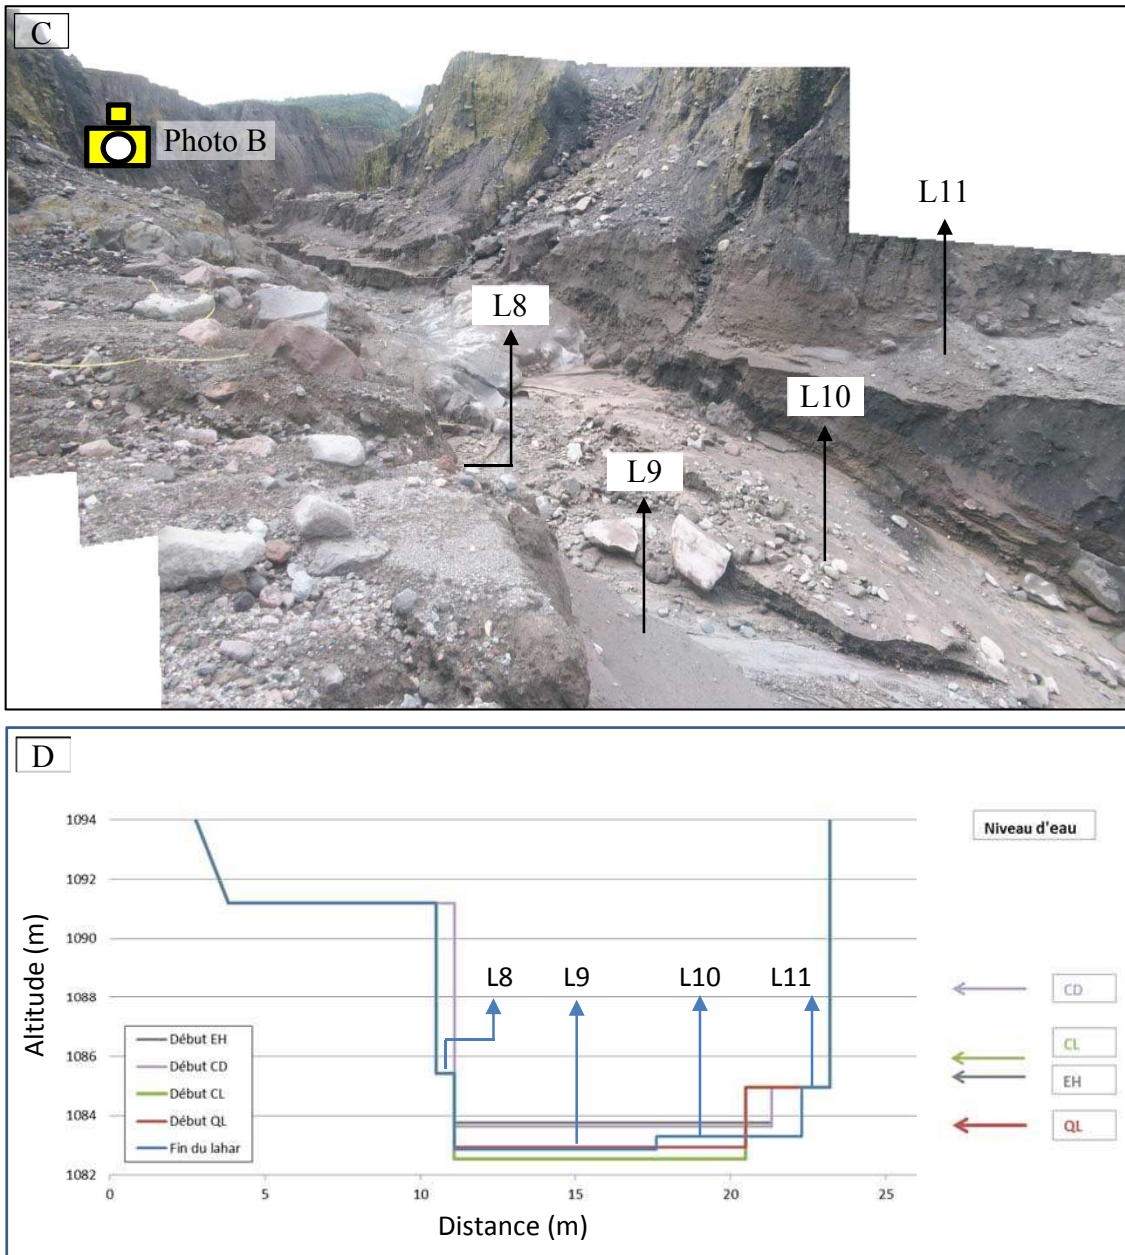 C
Photo B
L11
L8
L10
L9
D
1094
1092
1090
1088
1086
1084
1082
0
5
10
15
20
25
Altitude (m)
Distance (m)
L8
L9
L10
L11
Début EH
Début CD
Début CL
Début QL
Fin du lahar
Niveau d'eau
CD
CL
EH
QL